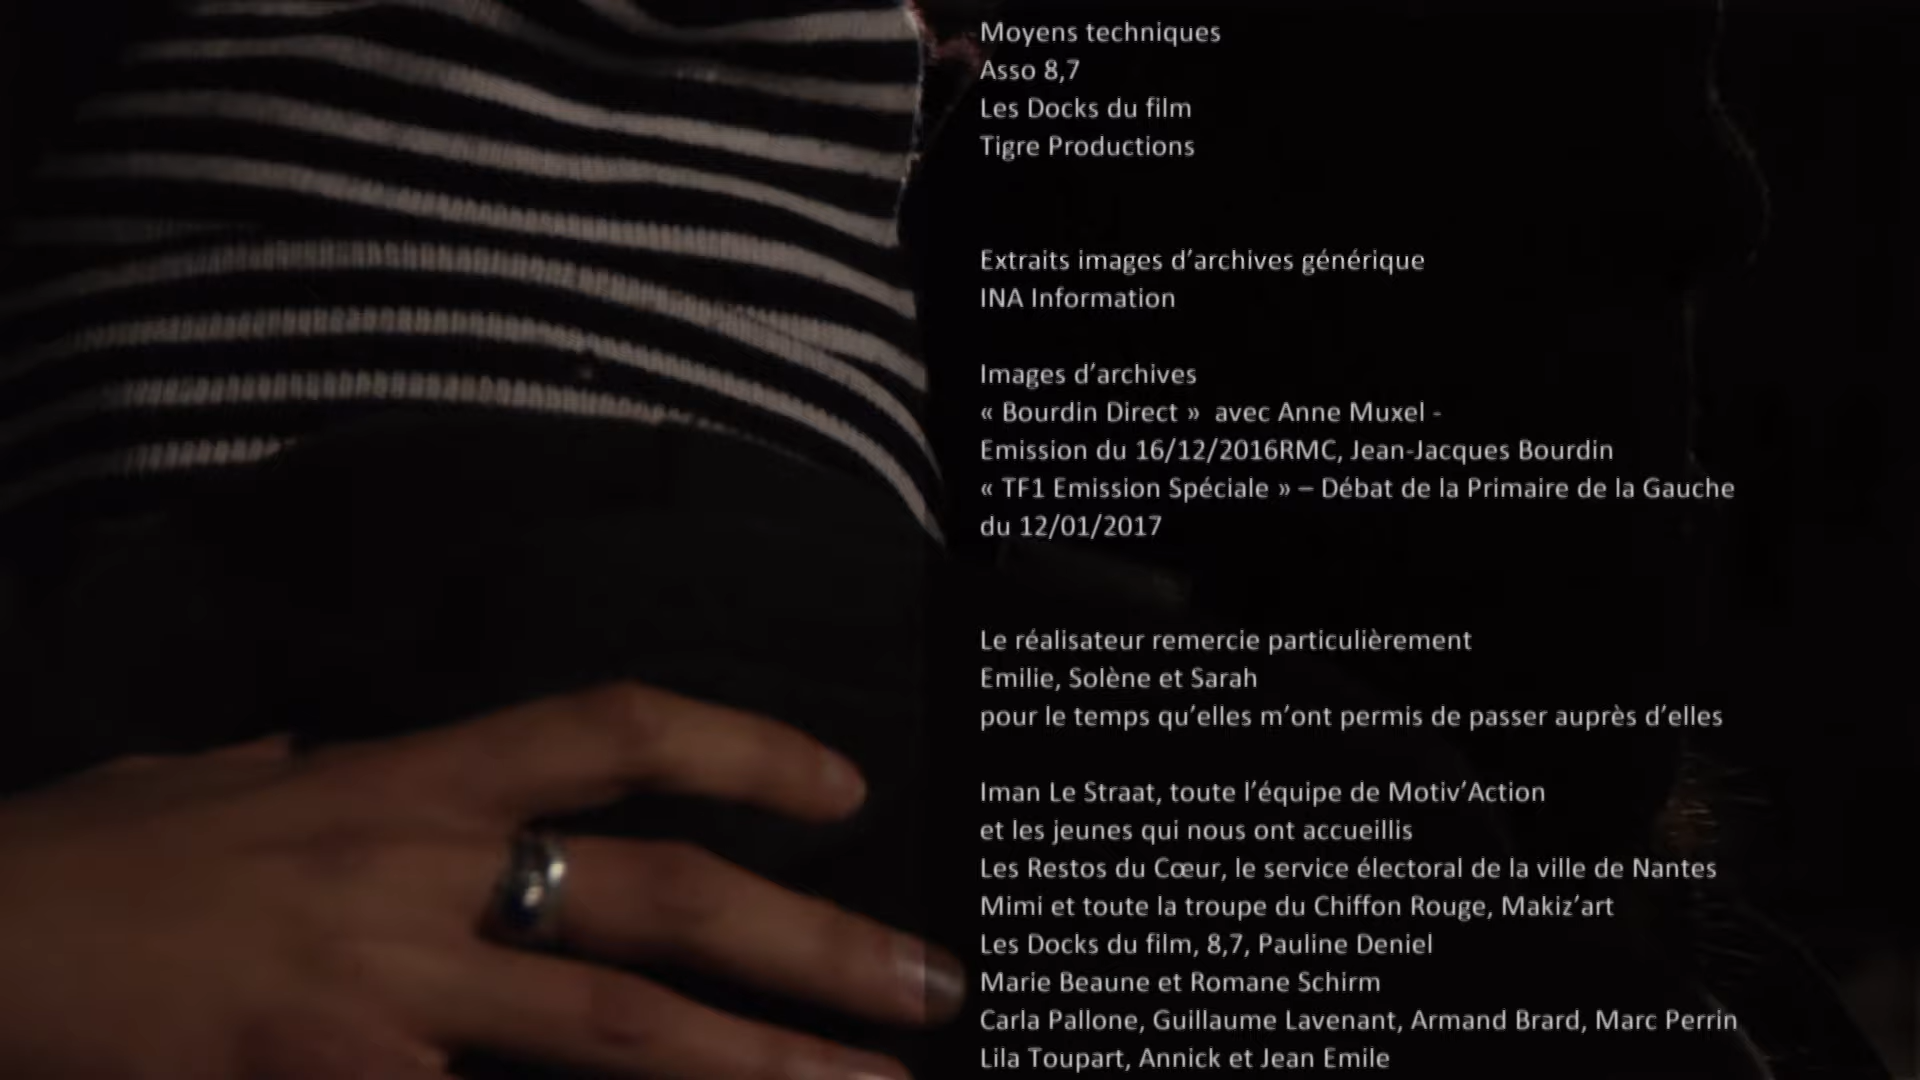 Moyens techniques
Asso 8,7
Les Docks du film
Tigre Productions
Extraits images d’archives générique
INA Information
Images d’archives
« Bourdin Direct »  avec Anne Muxel -
Emission du 16/12/2016RMC, Jean-Jacques Bourdin
« TF1 Emission Spéciale » – Débat de la Primaire de la Gauche
du 12/01/2017
Le réalisateur remercie particulièrement
Emilie, Solène et Sarah
pour le temps qu’elles m’ont permis de passer auprès d’elles
Iman Le Straat, toute l’équipe de Motiv’Action
et les jeunes qui nous ont accueillis
Les Restos du Cœur, le service électoral de la ville de Nantes
Mimi et toute la troupe du Chiffon Rouge, Makiz’art
Les Docks du film, 8,7, Pauline Deniel
Marie Beaune et Romane Schirm
Carla Pallone, Guillaume Lavenant, Armand Brard, Marc Perrin
Lila Toupart, Annick et Jean Emile